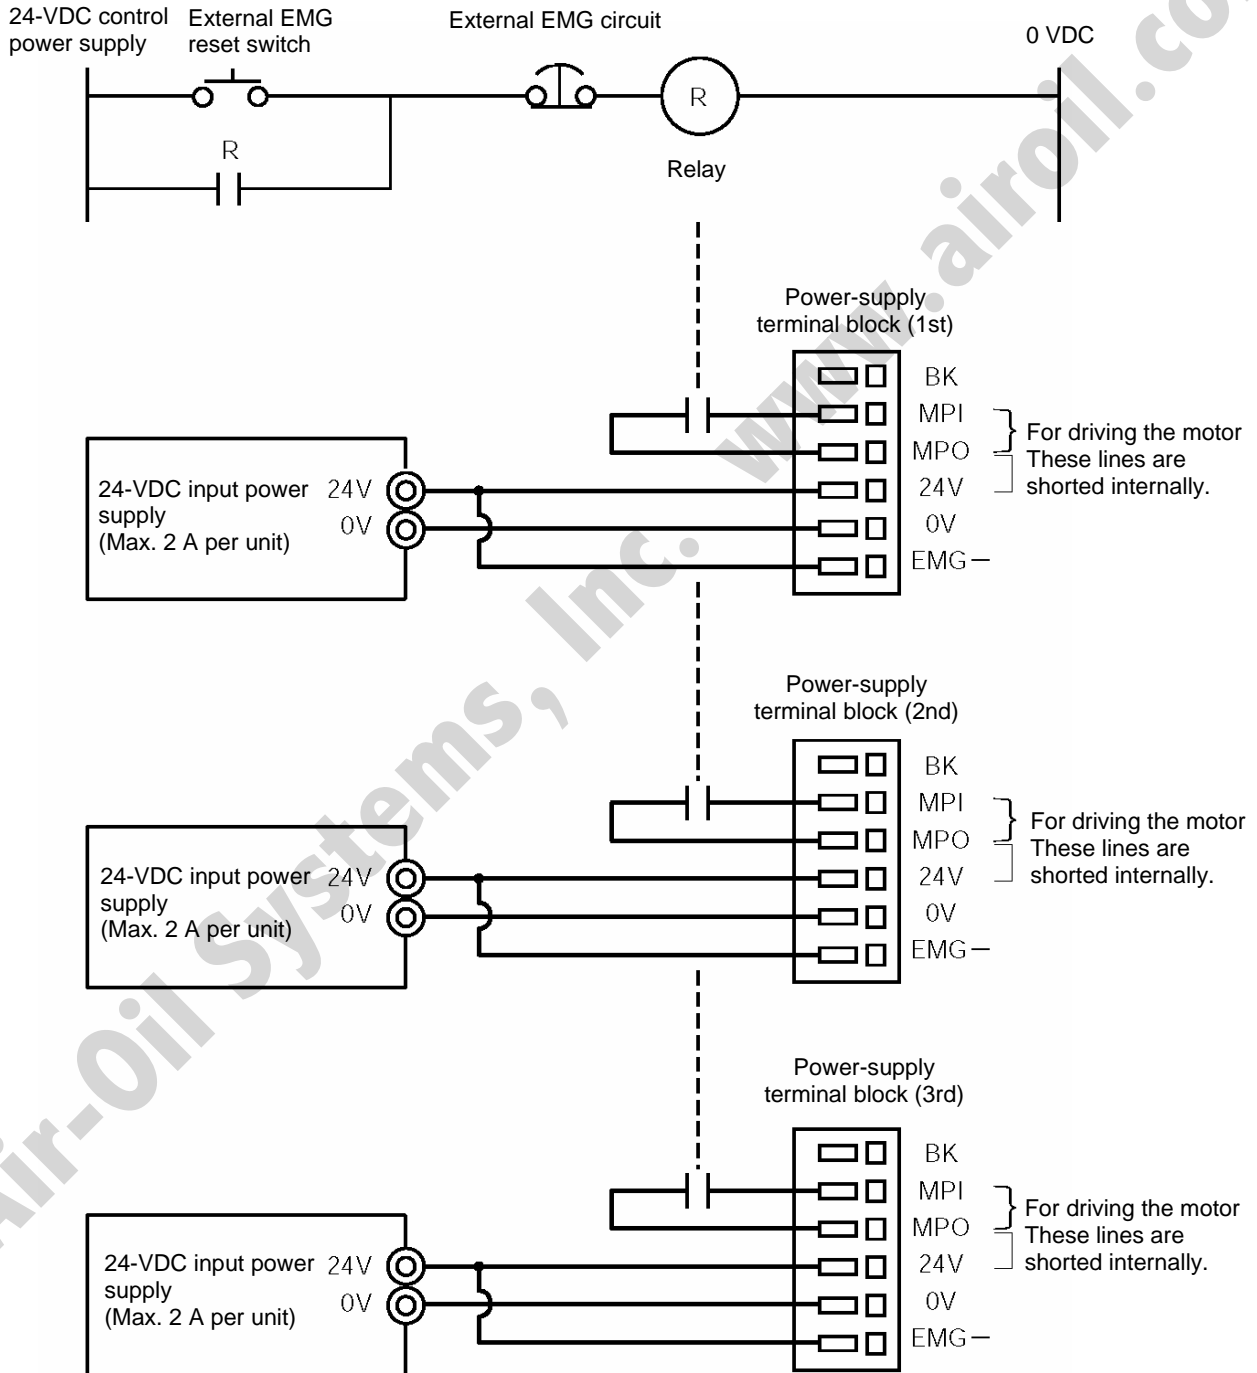 24-VDC control
power supply
External EMG
reset switch
External EMG circuit
0 VDC
R
R
Relay
Power-supply
terminal block (1st)
BK
MPI
MPO
24V
0V
EMG-
For driving the motor
These lines are
shorted internally.
24-VDC input power
supply
(Max. 2 A per unit)
24V
0V
Power-supply
terminal block (2nd)
BK
MPI
MPO
24V
0V
EMG-
For driving the motor
These lines are
shorted internally.
24-VDC input power
supply
(Max. 2 A per unit)
24V
0V
Power-supply
terminal block (3rd)
BK
MPI
MPO
24V
0V
EMG-
For driving the motor
These lines are
shorted internally.
24-VDC input power
supply
(Max. 2 A per unit)
24V
0V
Air-Oil Systems, Inc. www.airoil.co